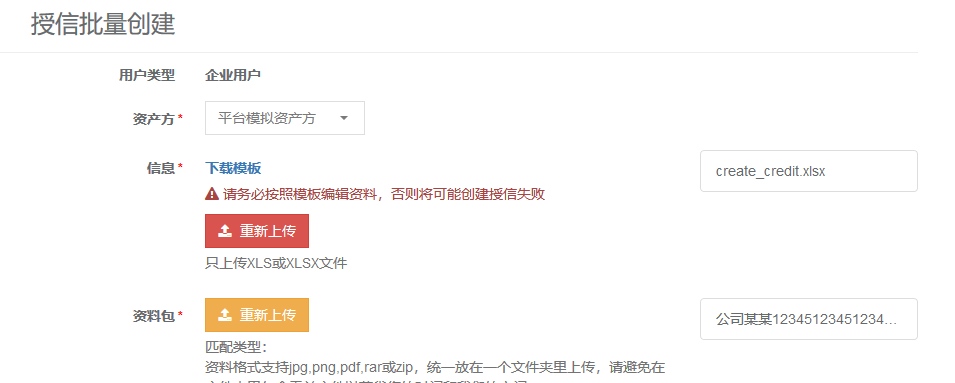 授信批量创建
用户类型 企业用户
资产方* 平台模拟资产方
信息* 下载模板 create_credit.xlsx
请务必按照模板编辑资料，否则将可能创建授信失败
重新上传
只上传XLS或XLSX文件
资料包* 重新上传 公司某某12345123451234...
匹配类型：
资料格式支持jpg,png,pdf,rar或zip，统一放在一个文件夹里上传，请避免在